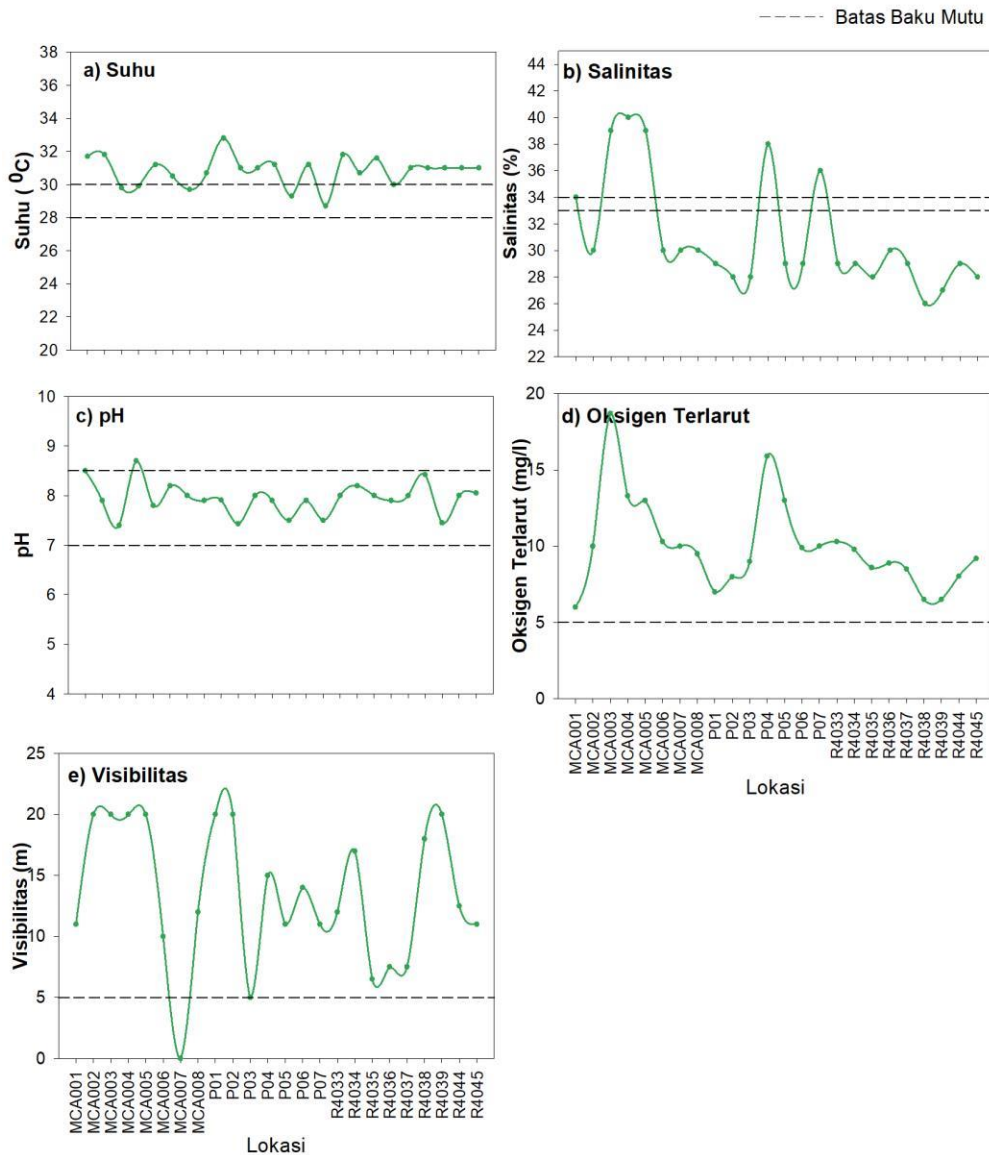 Batas Baku Mutu
a) Suhu
Suhu ( ⁰C)
38
36
34
32
30
28
26
24
22
20
b) Salinitas
Salinitas (%)
44
42
40
38
36
34
33
30
28
26
24
22
c) pH
pH
10
9
8
7
6
5
4
d) Oksigen Terlarut
Oksigen Terlarut (mg/l)
20
15
10
5
0
MCA001
MCA002
MCA003
MCA004
MCA005
MCA006
MCA007
MCA008
P01
P02
P03
P04
P05
P06
P07
R4033
R4034
R4035
R4036
R4037
R4038
R4039
R4044
R4045
Lokasi
e) Visibilitas
Visibilitas (m)
25
20
15
10
5
0
MCA001
MCA002
MCA003
MCA004
MCA005
MCA006
MCA007
MCA008
P01
P02
P03
P04
P05
P06
P07
R4033
R4034
R4035
R4036
R4037
R4038
R4039
R4044
R4045
Lokasi